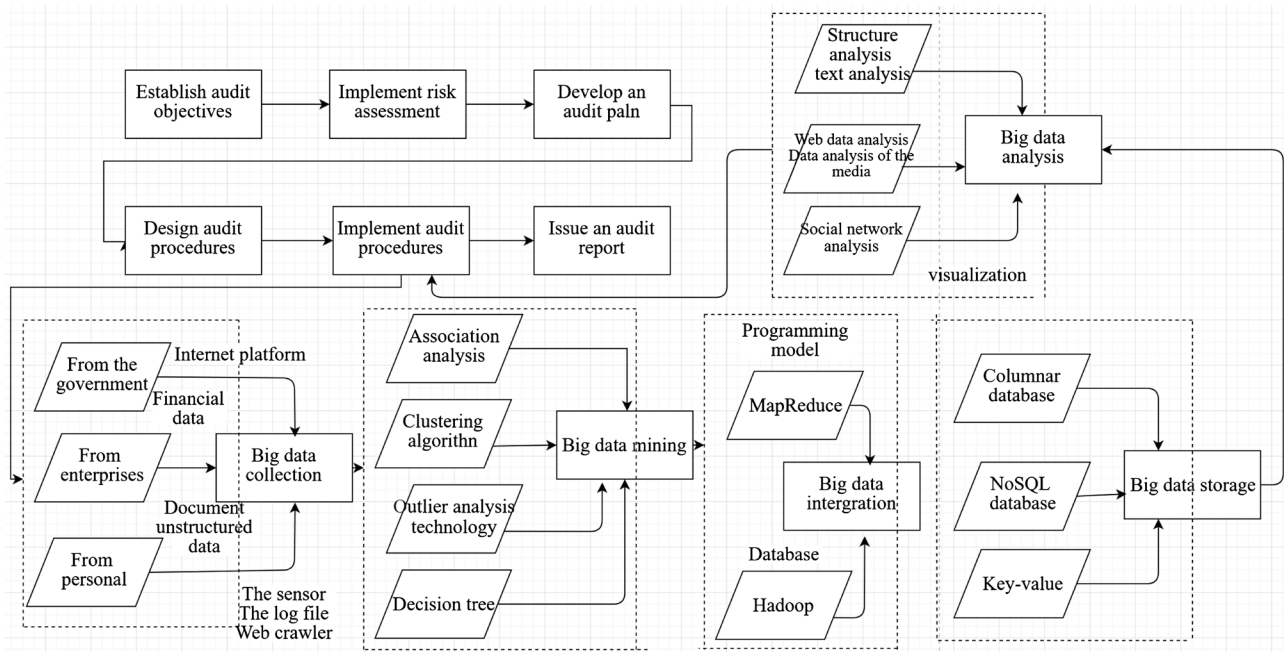 Establish audit
objectives
Implement risk
assessment
Develop an
audit paln
Design audit
procedures
Implement audit
procedures
Issue an audit
report
Structure
analysis
text analysis
Web data analysis
Data analysis of the
media
Social network
analysis
Big data
analysis
visualization
From the
government
Internet platform
Financial
data
From
enterprises
Big data
collection
Document
unstructured
data
From
personal
The sensor
The log file
Web crawler
Association
analysis
Clustering
algorithn
Outlier analysis
technology
Decision tree
Big data mining
Programming
model
MapReduce
Big data
intergration
Database
Hadoop
Columnar
database
NoSQL
database
Key-value
Big data storage